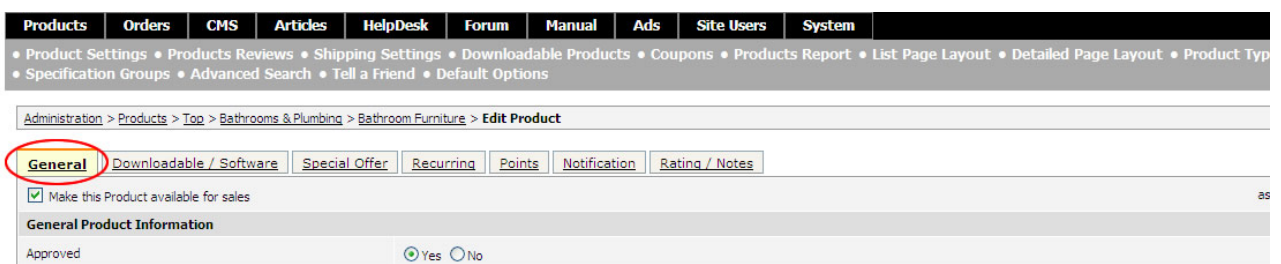 Products Orders CMS Articles HelpDesk Forum Manual Ads Site Users System
• Product Settings • Products Reviews • Shipping Settings • Downloadable Products • Coupons • Products Report • List Page Layout • Detailed Page Layout • Product Typ
• Specification Groups • Advanced Search • Tell a Friend • Default Options
Administration > Products > Top > Bathrooms & Plumbing > Bathroom Furniture > Edit Product
General Downloadable / Software Special Offer Recurring Points Notification Rating / Notes
Make this Product available for sales as
General Product Information
Approved Yes No